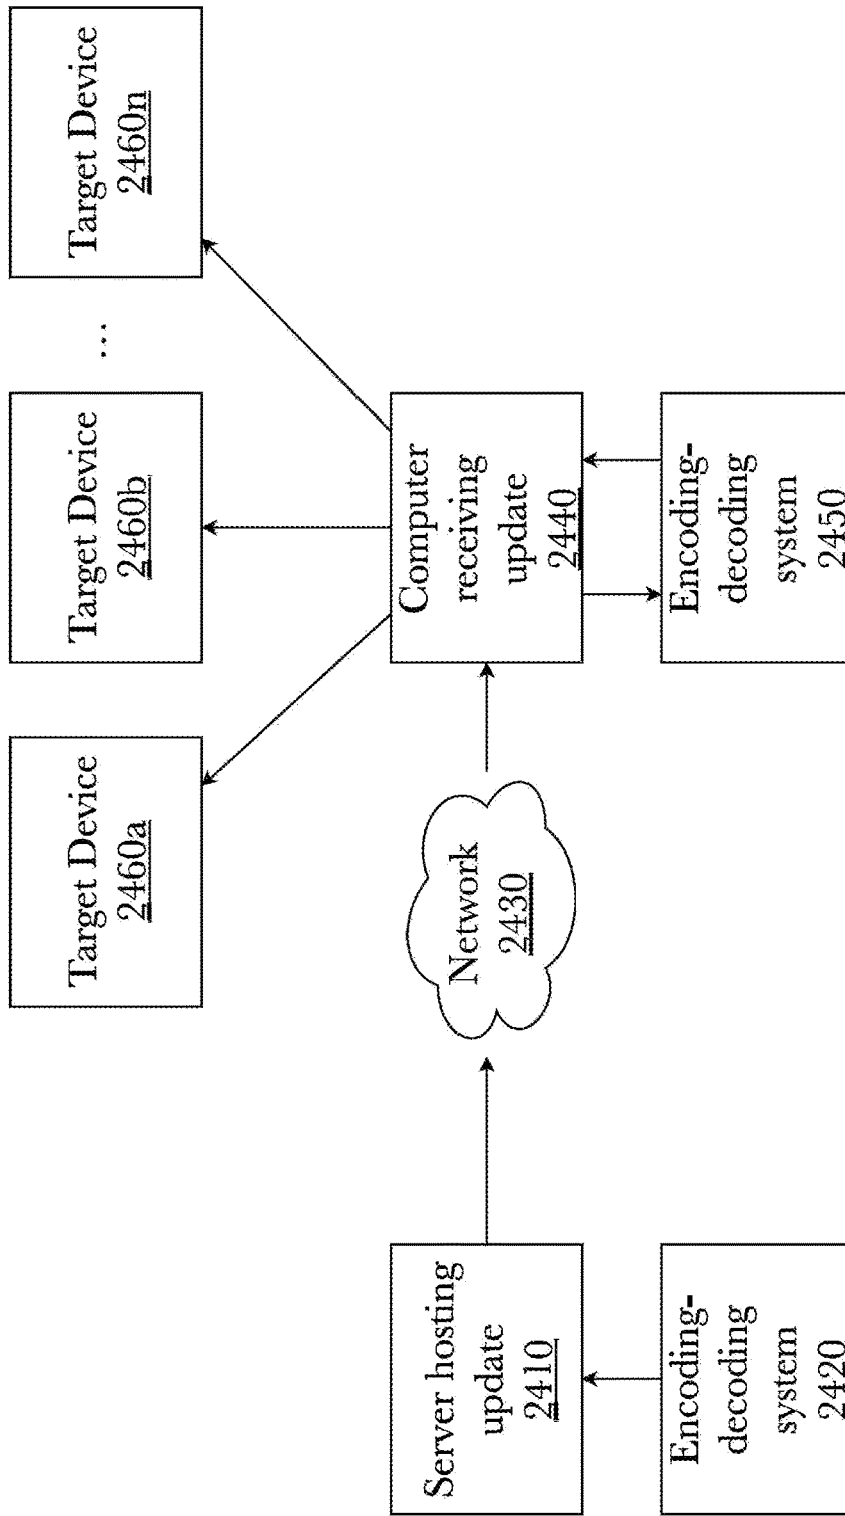 Target Device
2460a
Target Device
2460b
...
Target Device
2460n
Server hosting
update
2410
Network
2430
Computer
receiving
update
2440
Encoding-
decoding
system
2420
Encoding-
decoding
system
2450